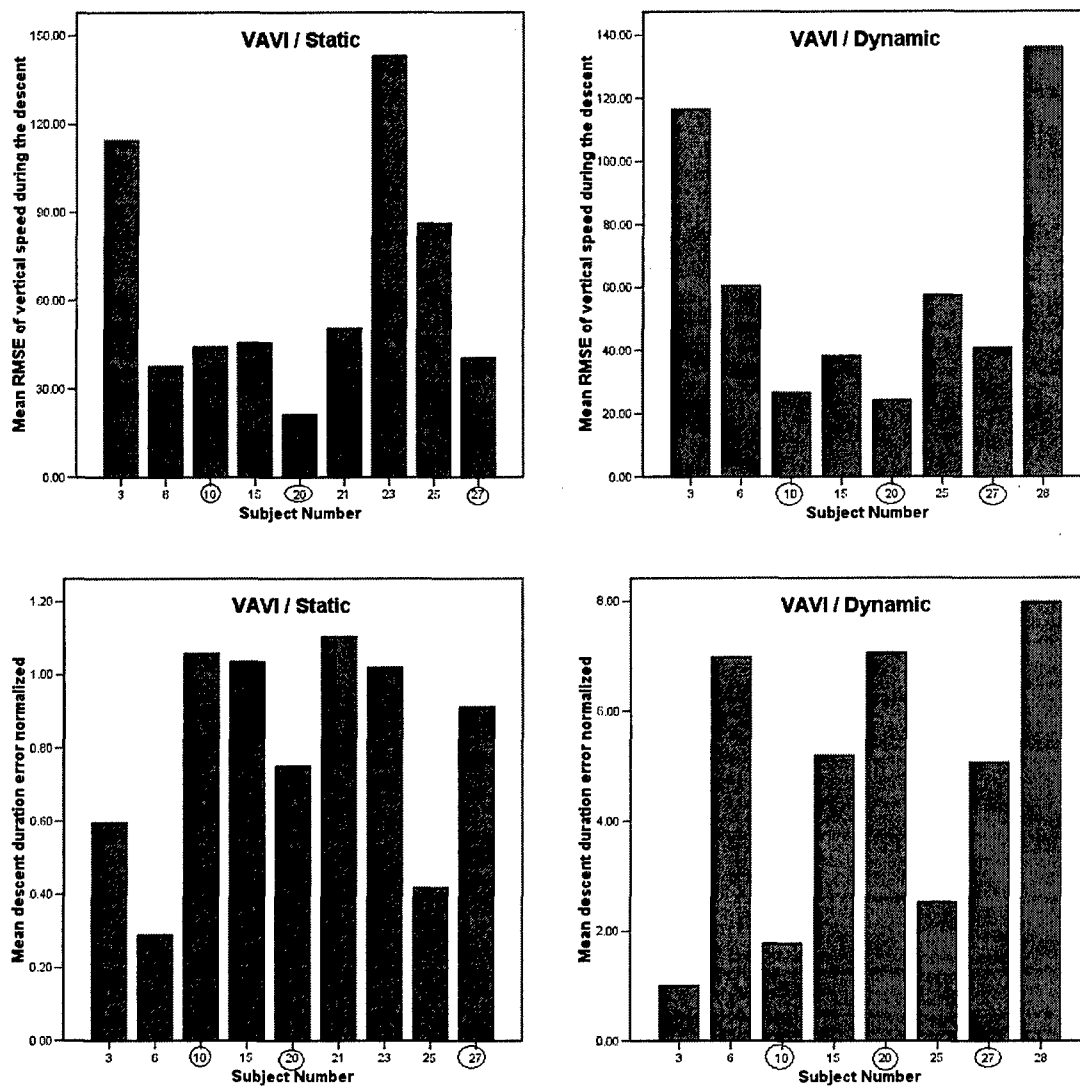 VAVI / Static
Mean RMSE of vertical speed during the descent
150.00
120.00
90.00
60.00
30.00
0.00
3 6 10 15 20 21 23 25 27
Subject Number
VAVI / Dynamic
Mean RMSE of vertical speed during the descent
140.00
120.00
100.00
80.00
60.00
40.00
20.00
0.00
3 6 10 15 20 25 27 28
Subject Number
VAVI / Static
Mean descent duration error normalized
1.20
1.00
0.80
0.60
0.40
0.20
0.00
3 6 10 15 20 21 23 25 27
Subject Number
VAVI / Dynamic
Mean descent duration error normalized
8.00
6.00
4.00
2.00
0.00
3 6 10 15 20 25 27 28
Subject Number